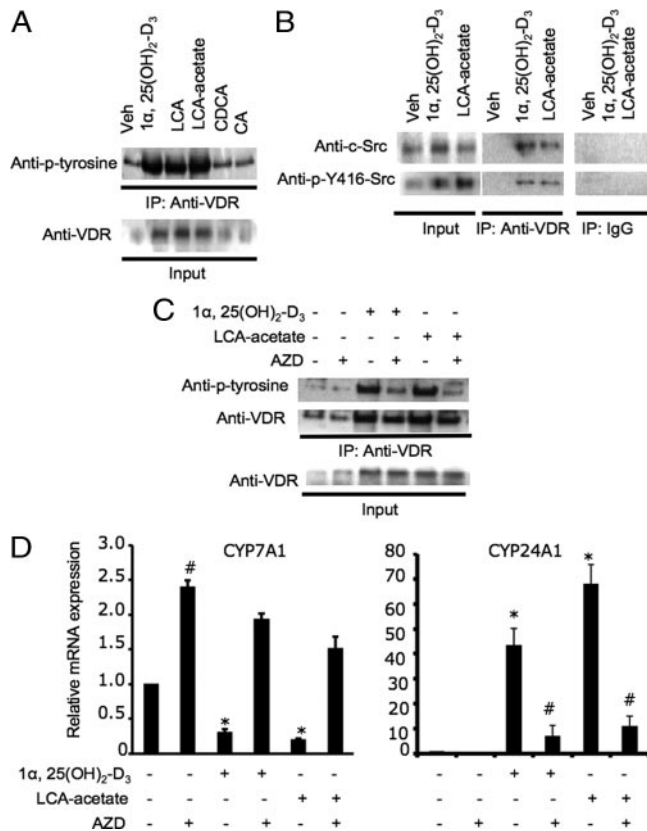 A
Veh
1α, 25(OH)2-D3
LCA
LCA-acetate
CDCA
CA
Anti-p-tyrosine
IP: Anti-VDR
Anti-VDR
Input
B
Veh
1α, 25(OH)2-D3
LCA-acetate
Veh
1α, 25(OH)2-D3
LCA-acetate
Veh
1α, 25(OH)2-D3
LCA-acetate
Anti-c-Src
Anti-p-Y416-Src
Input
IP: Anti-VDR
IP: IgG
C
1α, 25(OH)2-D3 - - + + - -
LCA-acetate - - - - + +
AZD - + - + - +
Anti-p-tyrosine
Anti-VDR
IP: Anti-VDR
Anti-VDR
Input
D
Relative mRNA expression
CYP7A1
3.0
2.5
2.0
1.5
1.0
0.5
0.0
#
*
*
CYP24A1
80
70
60
50
40
30
20
10
0
*
#
*
#
1α, 25(OH)2-D3 - - + + - - - - + + - -
LCA-acetate - - - - + + - - - - + +
AZD - + - + - + - + - + - +